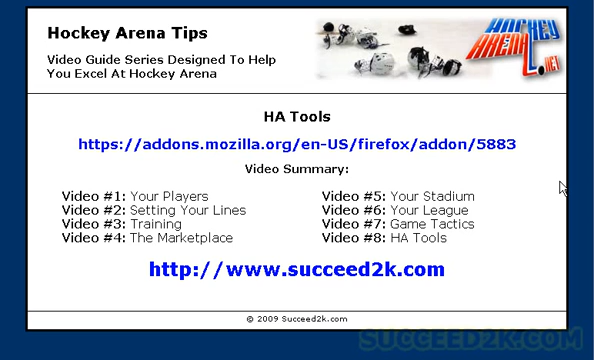 Hockey Arena Tips
Video Guide Series Designed To Help
You Excel At Hockey Arena
HOCKEY
ARENA
.NET
HA Tools
https://addons.mozilla.org/en-US/firefox/addon/5883
Video Summary:
Video #1: Your Players
Video #2: Setting Your Lines
Video #3: Training
Video #4: The Marketplace
Video #5: Your Stadium
Video #6: Your League
Video #7: Game Tactics
Video #8: HA Tools
http://www.succeed2k.com
© 2009 Succeed2k.com
SUCCEED2K.COM